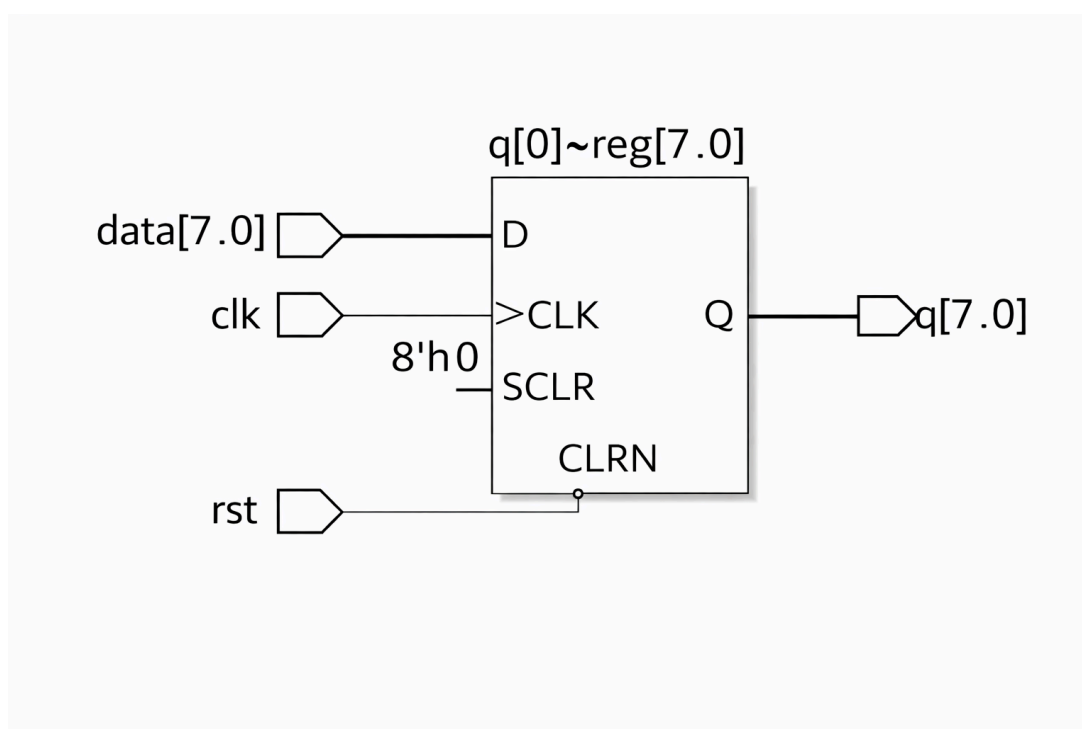 q[0]~reg[7.0]
data[7.0]
D
clk
>CLK
Q
q[7.0]
8'h0
SCLR
CLRN
rst